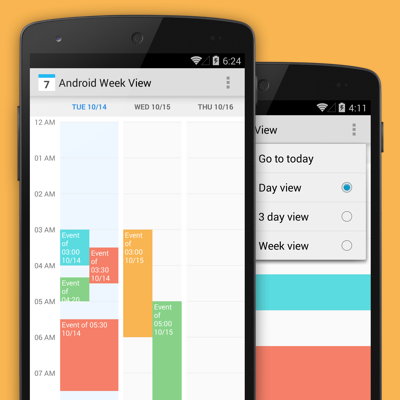 6:24
7 Android Week View
TUE 10/14 WED 10/15 THU 10/16
12 AM
01 AM
02 AM
03 AM
04 AM
05 AM
06 AM
07 AM
Event
of
03:00
10/14
Event
of
03:30
10/14
Event
of
04:20
Event of 05:30
10/14
Event
of
03:00
10/15
Event
of
05:00
10/15
4:11
View
Go to today
Day view
3 day view
Week view